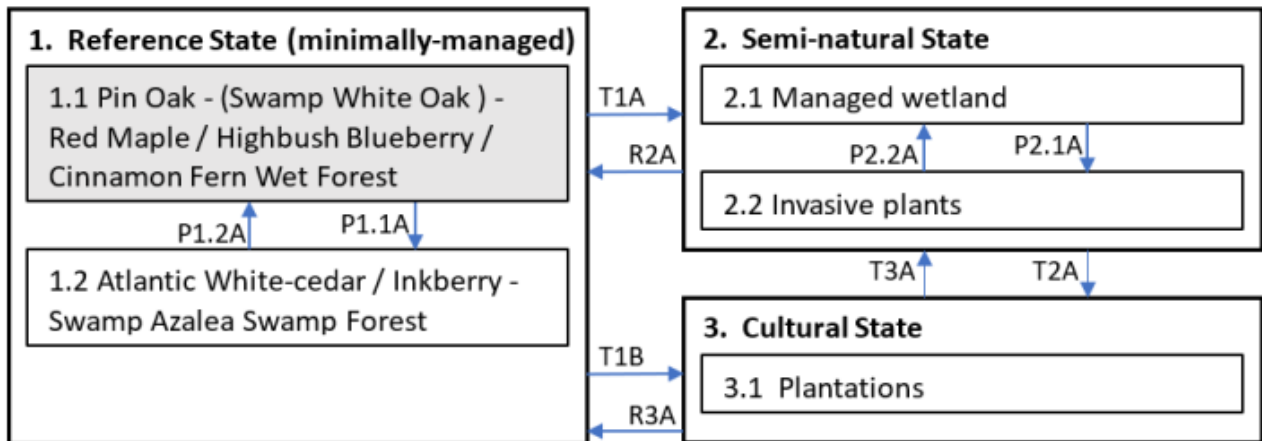 1. Reference State (minimally-managed)
1.1 Pin Oak - (Swamp White Oak ) -
Red Maple / Highbush Blueberry /
Cinnamon Fern Wet Forest
P1.2A
P1.1A
1.2 Atlantic White-cedar / Inkberry -
Swamp Azalea Swamp Forest
T1A
R2A
T1B
R3A
2. Semi-natural State
2.1 Managed wetland
P2.2A
P2.1A
2.2 Invasive plants
T3A
T2A
3. Cultural State
3.1 Plantations